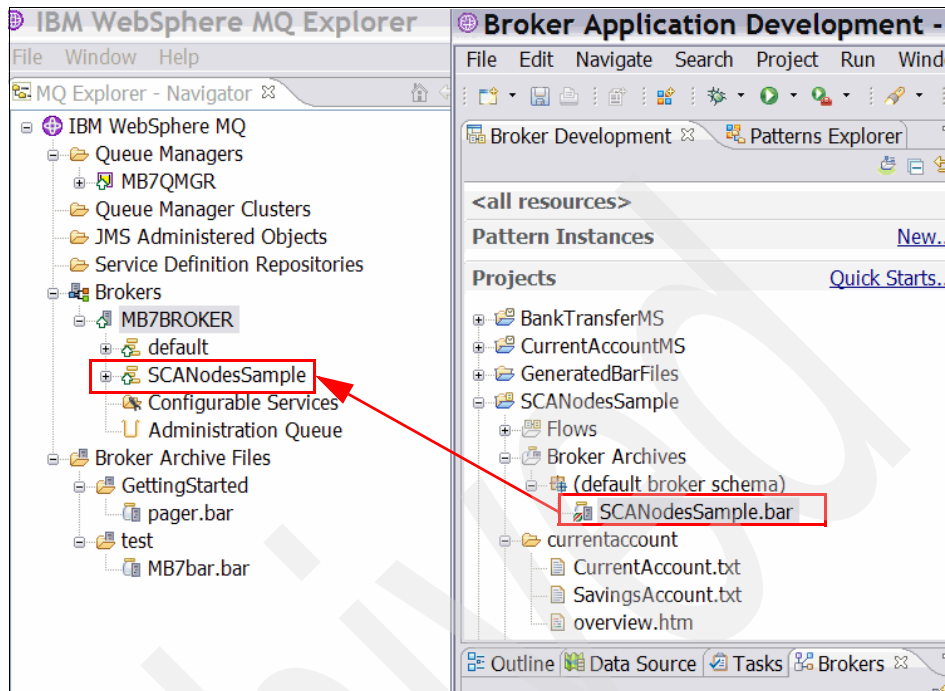 IBM WebSphere MQ Explorer
File Window Help
MQ Explorer - Navigator
IBM WebSphere MQ
Queue Managers
MB7QMGR
Queue Manager Clusters
JMS Administered Objects
Service Definition Repositories
Brokers
MB7BROKER
default
SCANodesSample
Configurable Services
Administration Queue
Broker Archive Files
GettingStarted
pager.bar
test
MB7bar.bar
Broker Application Development -
File Edit Navigate Search Project Run Wind
Broker Development Patterns Explorer
<all resources>
Pattern Instances New..
Projects Quick Starts..
BankTransferMS
CurrentAccountMS
GeneratedBarFiles
SCANodesSample
Flows
Broker Archives
(default broker schema)
SCANodesSample.bar
currentaccount
CurrentAccount.txt
SavingsAccount.txt
overview.htm
Outline Data Source Tasks Brokers